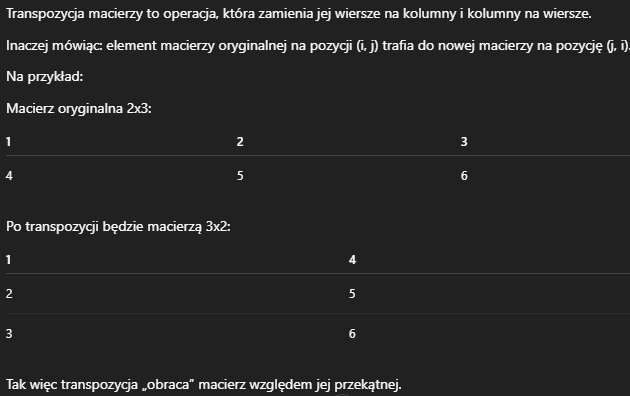 Transpozycja macierzy to operacja, która zamienia jej wiersze na kolumny i kolumny na wiersze.
Inaczej mówiąc: element macierzy oryginalnej na pozycji (i, j) trafia do nowej macierzy na pozycję (j, i).
Na przykład:
Macierz oryginalna 2x3:
1 2 3
4 5 6
Po transpozycji będzie macierzą 3x2:
1 4
2 5
3 6
Tak więc transpozycja „obraca” macierz względem jej przekątnej.